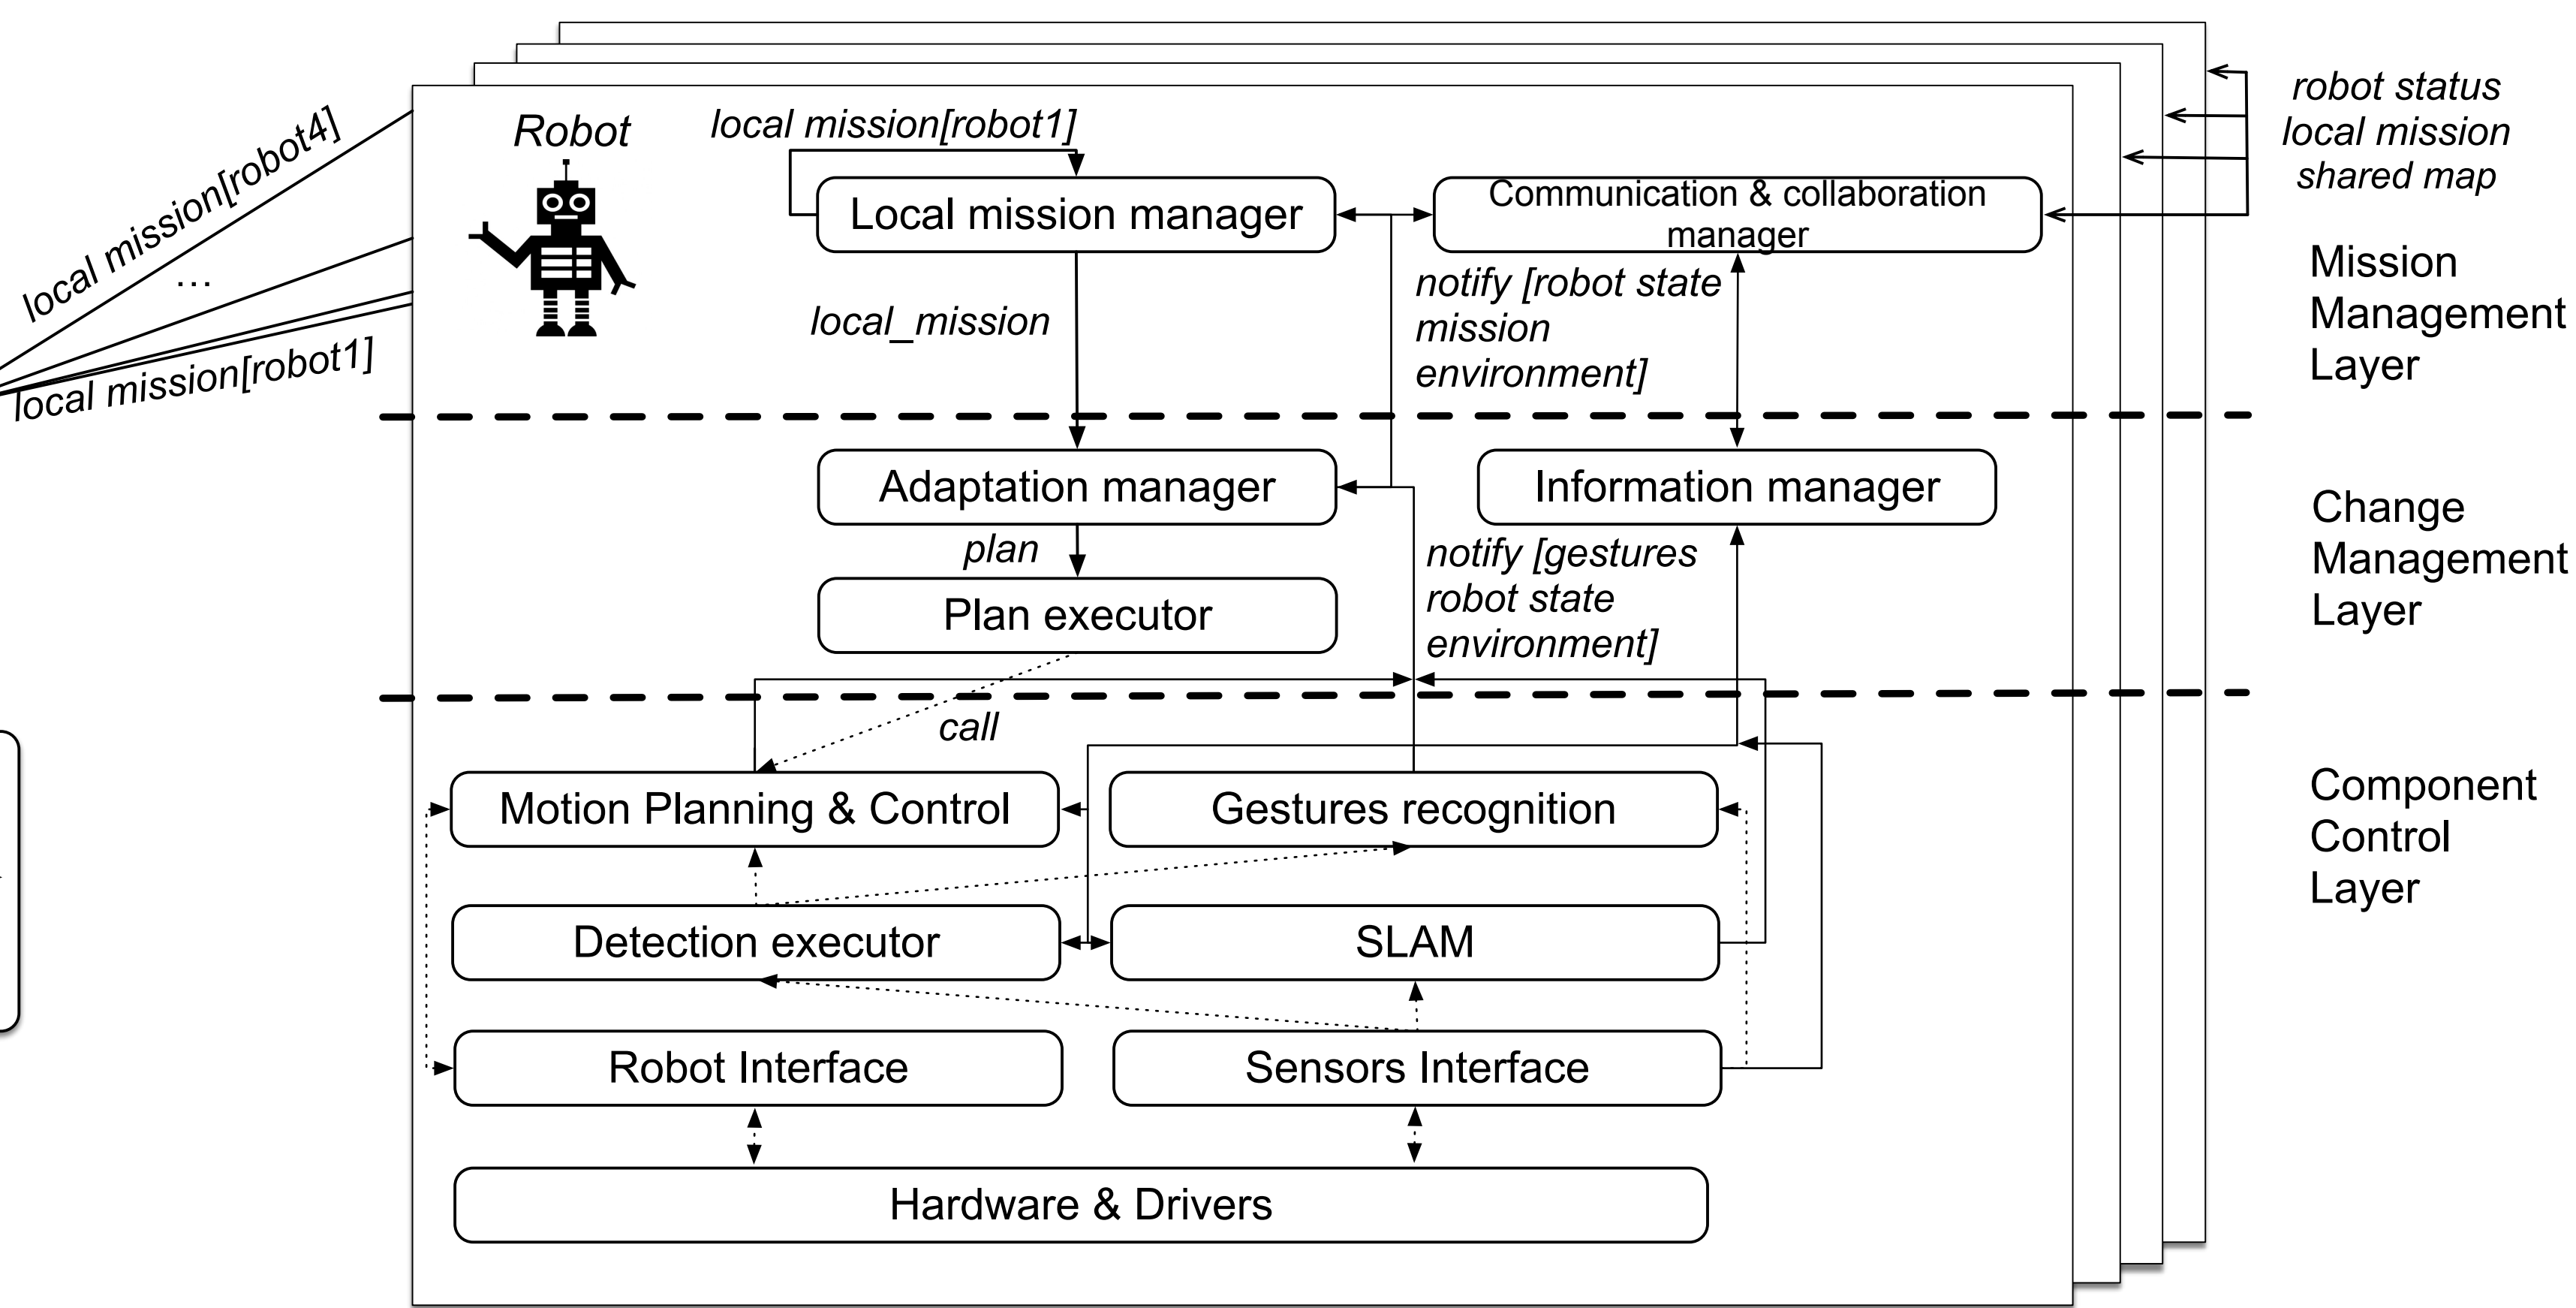 robot status
local mission
shared map
Robot
local mission[robot1]
local mission[robot4]
...
local mission[robot1]
Local mission manager
Communication & collaboration
manager
local_mission
notify [robot state
mission
environment]
Mission
Management
Layer
Adaptation manager
Information manager
plan
notify [gestures
robot state
environment]
Plan executor
Change
Management
Layer
call
Motion Planning & Control
Gestures recognition
Component
Control
Layer
Detection executor
SLAM
Robot Interface
Sensors Interface
Hardware & Drivers